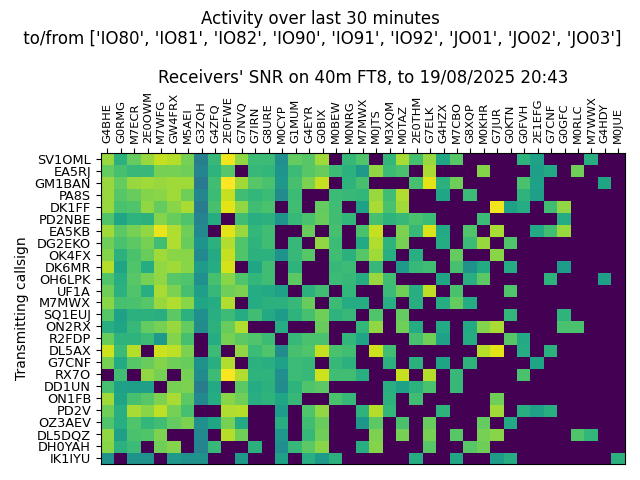 Activity over last 30 minutes
to/from ['IO80', 'IO81', 'IO82', 'IO90', 'IO91', 'IO92', 'JO01', 'JO02', 'JO03']
Receivers' SNR on 40m FT8, to 19/08/2025 20:43
G4BHE
G0RMG
M7ECR
2E0OWM
M7WFG
GW4FRX
M5AEI
G3ZQH
G4ZFQ
2E0FWE
G7NVQ
G7IRN
G8URE
M0CYP
G1MUM
G4EYR
G0BIX
M0BEW
M0NRG
M7MWX
M0JTS
M3XQM
M0TAZ
2E0THM
G7ELK
G4HZX
M7CBO
G8XQP
M0KHR
G7JUR
G0KTN
G0FVH
2E1EFG
G7CNF
G0GFC
M0RLC
M7WWX
G4HDY
M0JUE
Transmitting callsign
SV1OML
EA5RJ
GM1BAN
PA8S
DK1FF
PD2NBE
EA5KB
DG2EKO
OK4FX
DK6MR
OH6LPK
UF1A
M7MWX
SQ1EUJ
ON2RX
R2FDP
DL5AX
G7CNF
RX7O
DD1UN
ON1FB
PD2V
OZ3AEV
DL5DQZ
DH0YAH
IK1IYU